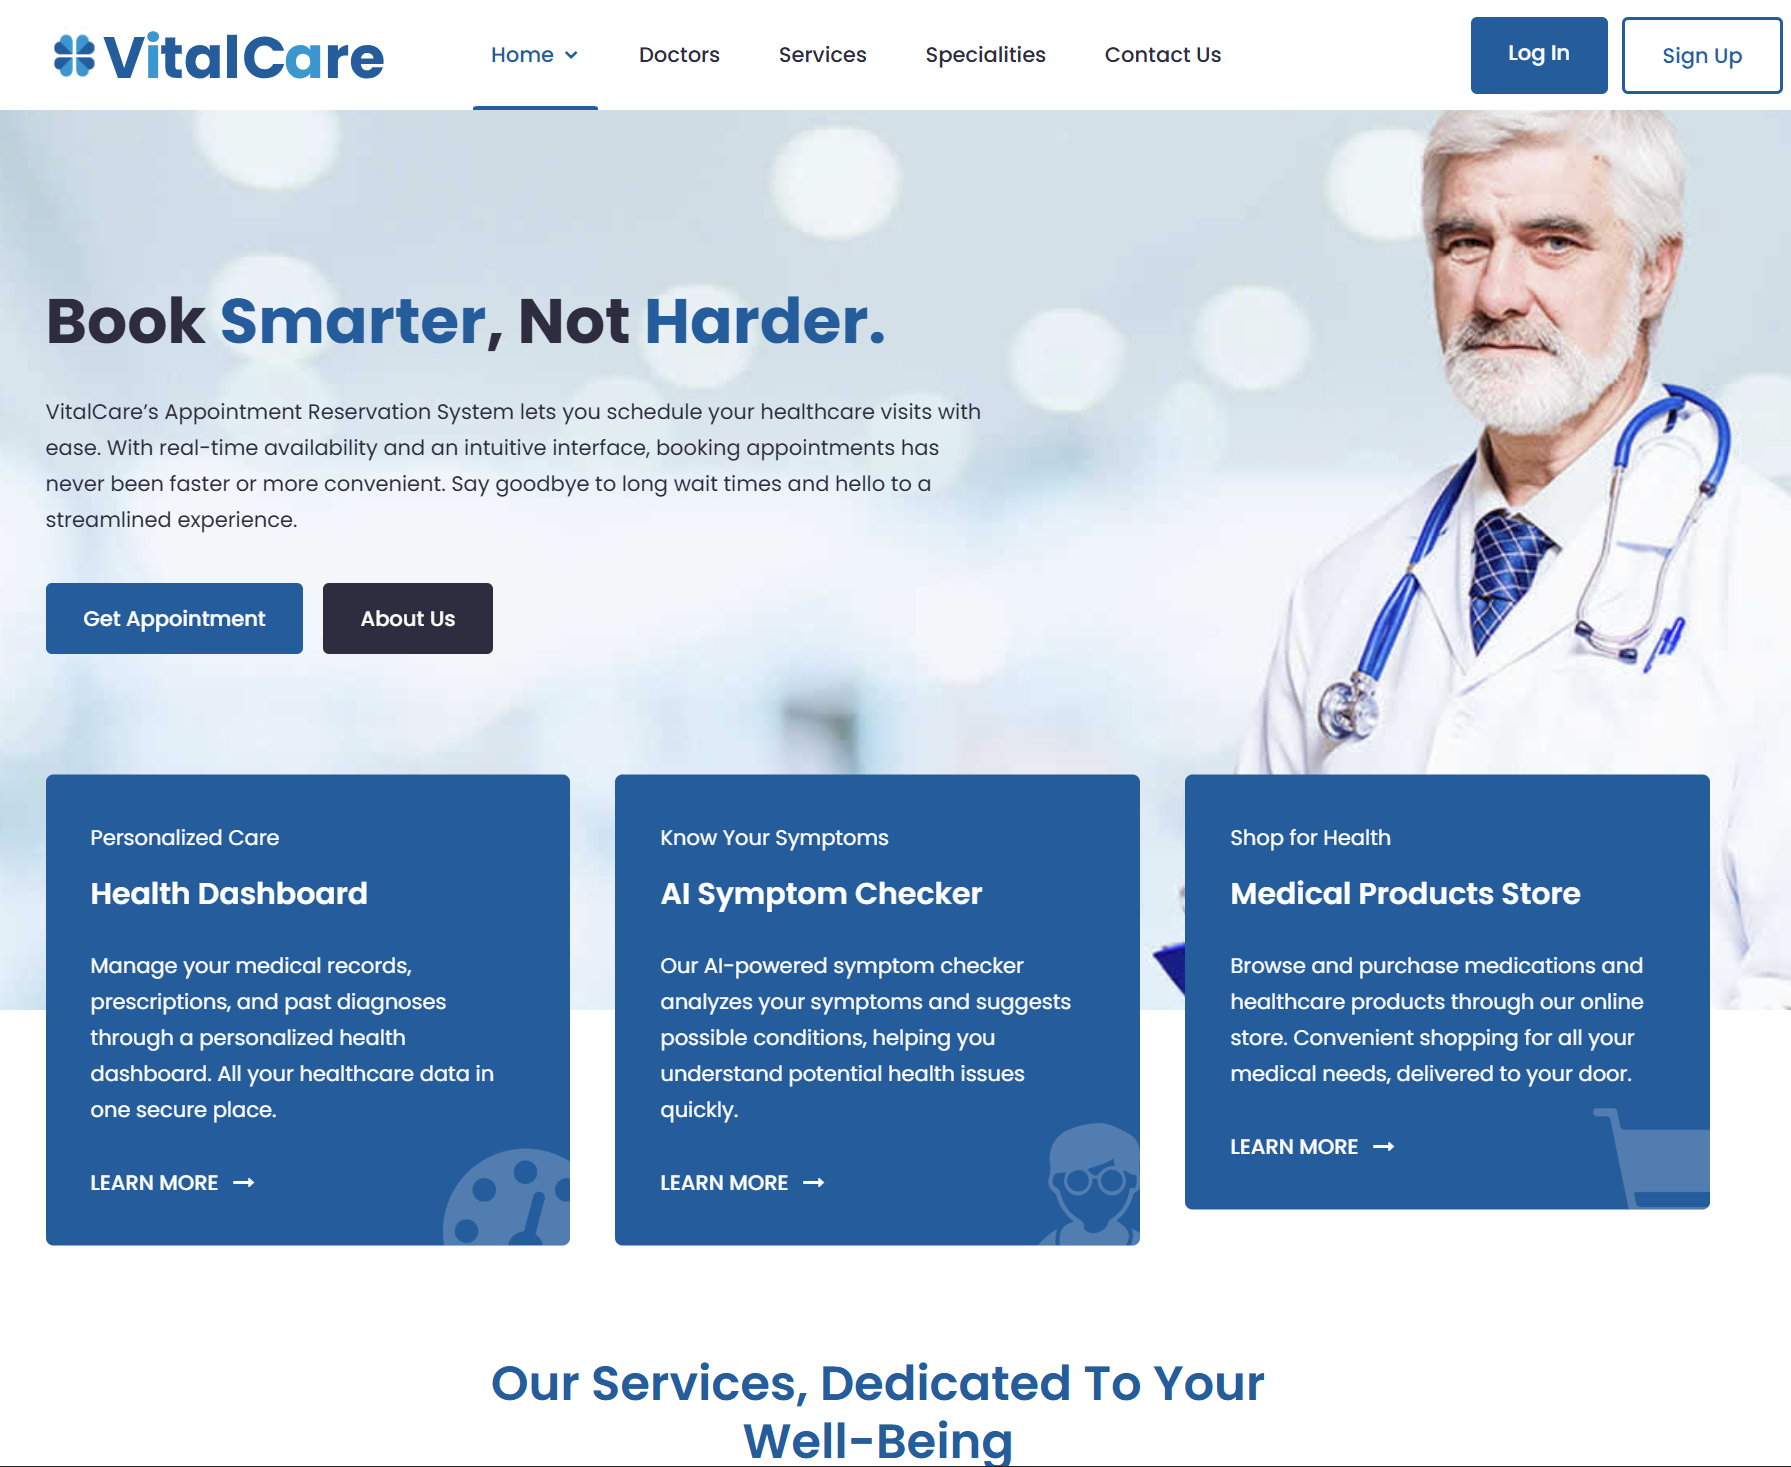 VitalCare
Home
Doctors
Services
Specialities
Contact Us
Log In
Sign Up
Book Smarter, Not Harder.
VitalCare’s Appointment Reservation System lets you schedule your healthcare visits with
ease. With real-time availability and an intuitive interface, booking appointments has
never been faster or more convenient. Say goodbye to long wait times and hello to a
streamlined experience.
Get Appointment
About Us
Personalized Care
Health Dashboard
Manage your medical records,
prescriptions, and past diagnoses
through a personalized health
dashboard. All your healthcare data in
one secure place.
LEARN MORE
Know Your Symptoms
AI Symptom Checker
Our AI-powered symptom checker
analyzes your symptoms and suggests
possible conditions, helping you
understand potential health issues
quickly.
LEARN MORE
Shop for Health
Medical Products Store
Browse and purchase medications and
healthcare products through our online
store. Convenient shopping for all your
medical needs, delivered to your door.
LEARN MORE
Our Services, Dedicated To Your
Well-Being